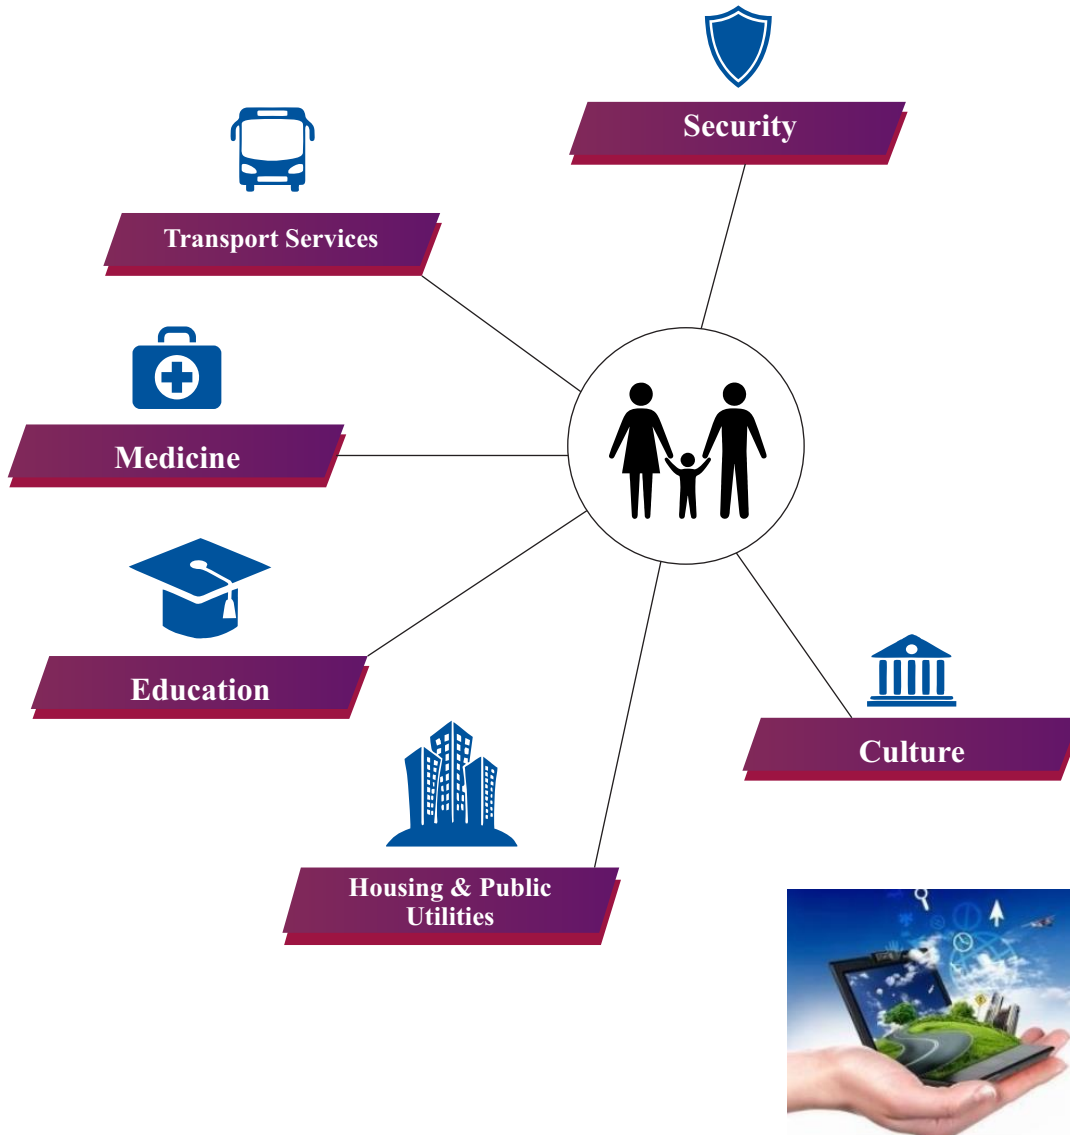 Security
Transport Services
Medicine
Education
Culture
Housing & Public
Utilities